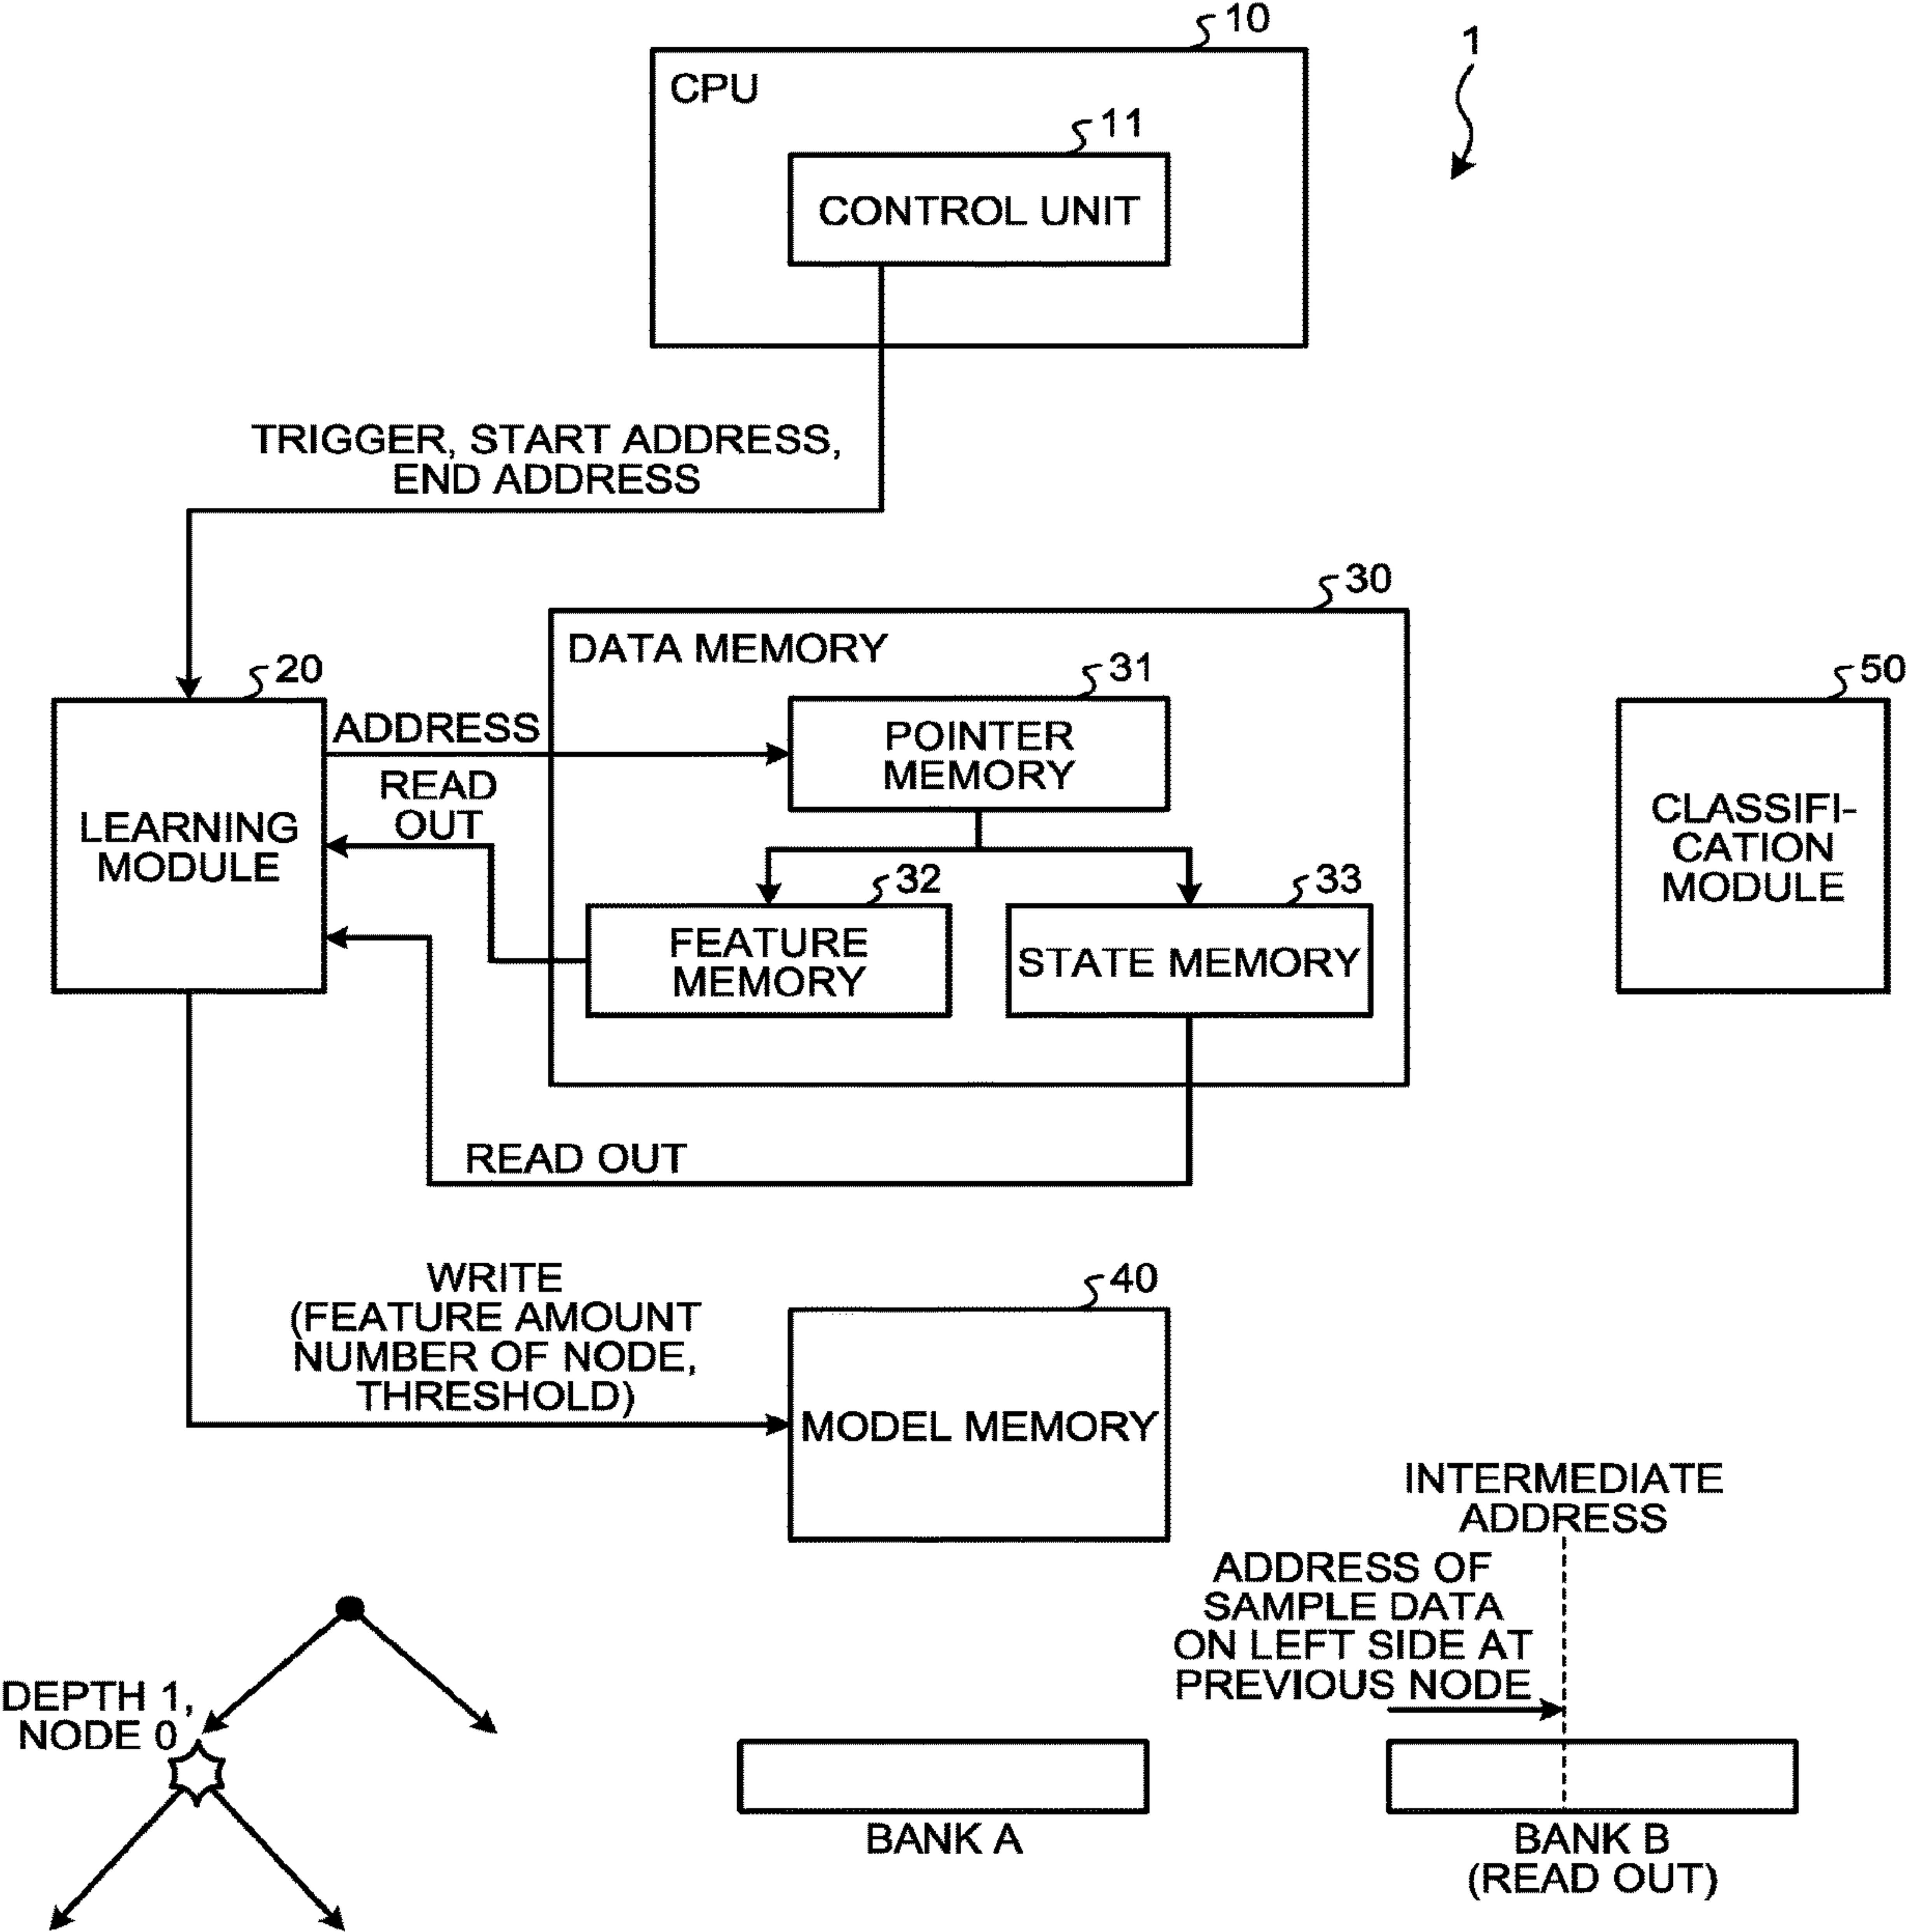 10
1
CPU
11
CONTROL UNIT
TRIGGER, START ADDRESS,
END ADDRESS
30
DATA MEMORY
20
31
50
ADDRESS
POINTER
MEMORY
READ
OUT
LEARNING
MODULE
CLASSIFI-
CATION
MODULE
32
33
FEATURE
MEMORY
STATE MEMORY
READ OUT
WRITE
(FEATURE AMOUNT
NUMBER OF NODE,
THRESHOLD)
40
MODEL MEMORY
INTERMEDIATE
ADDRESS
ADDRESS OF
SAMPLE DATA
ON LEFT SIDE AT
PREVIOUS NODE
DEPTH 1,
NODE 0
BANK A
BANK B
(READ OUT)